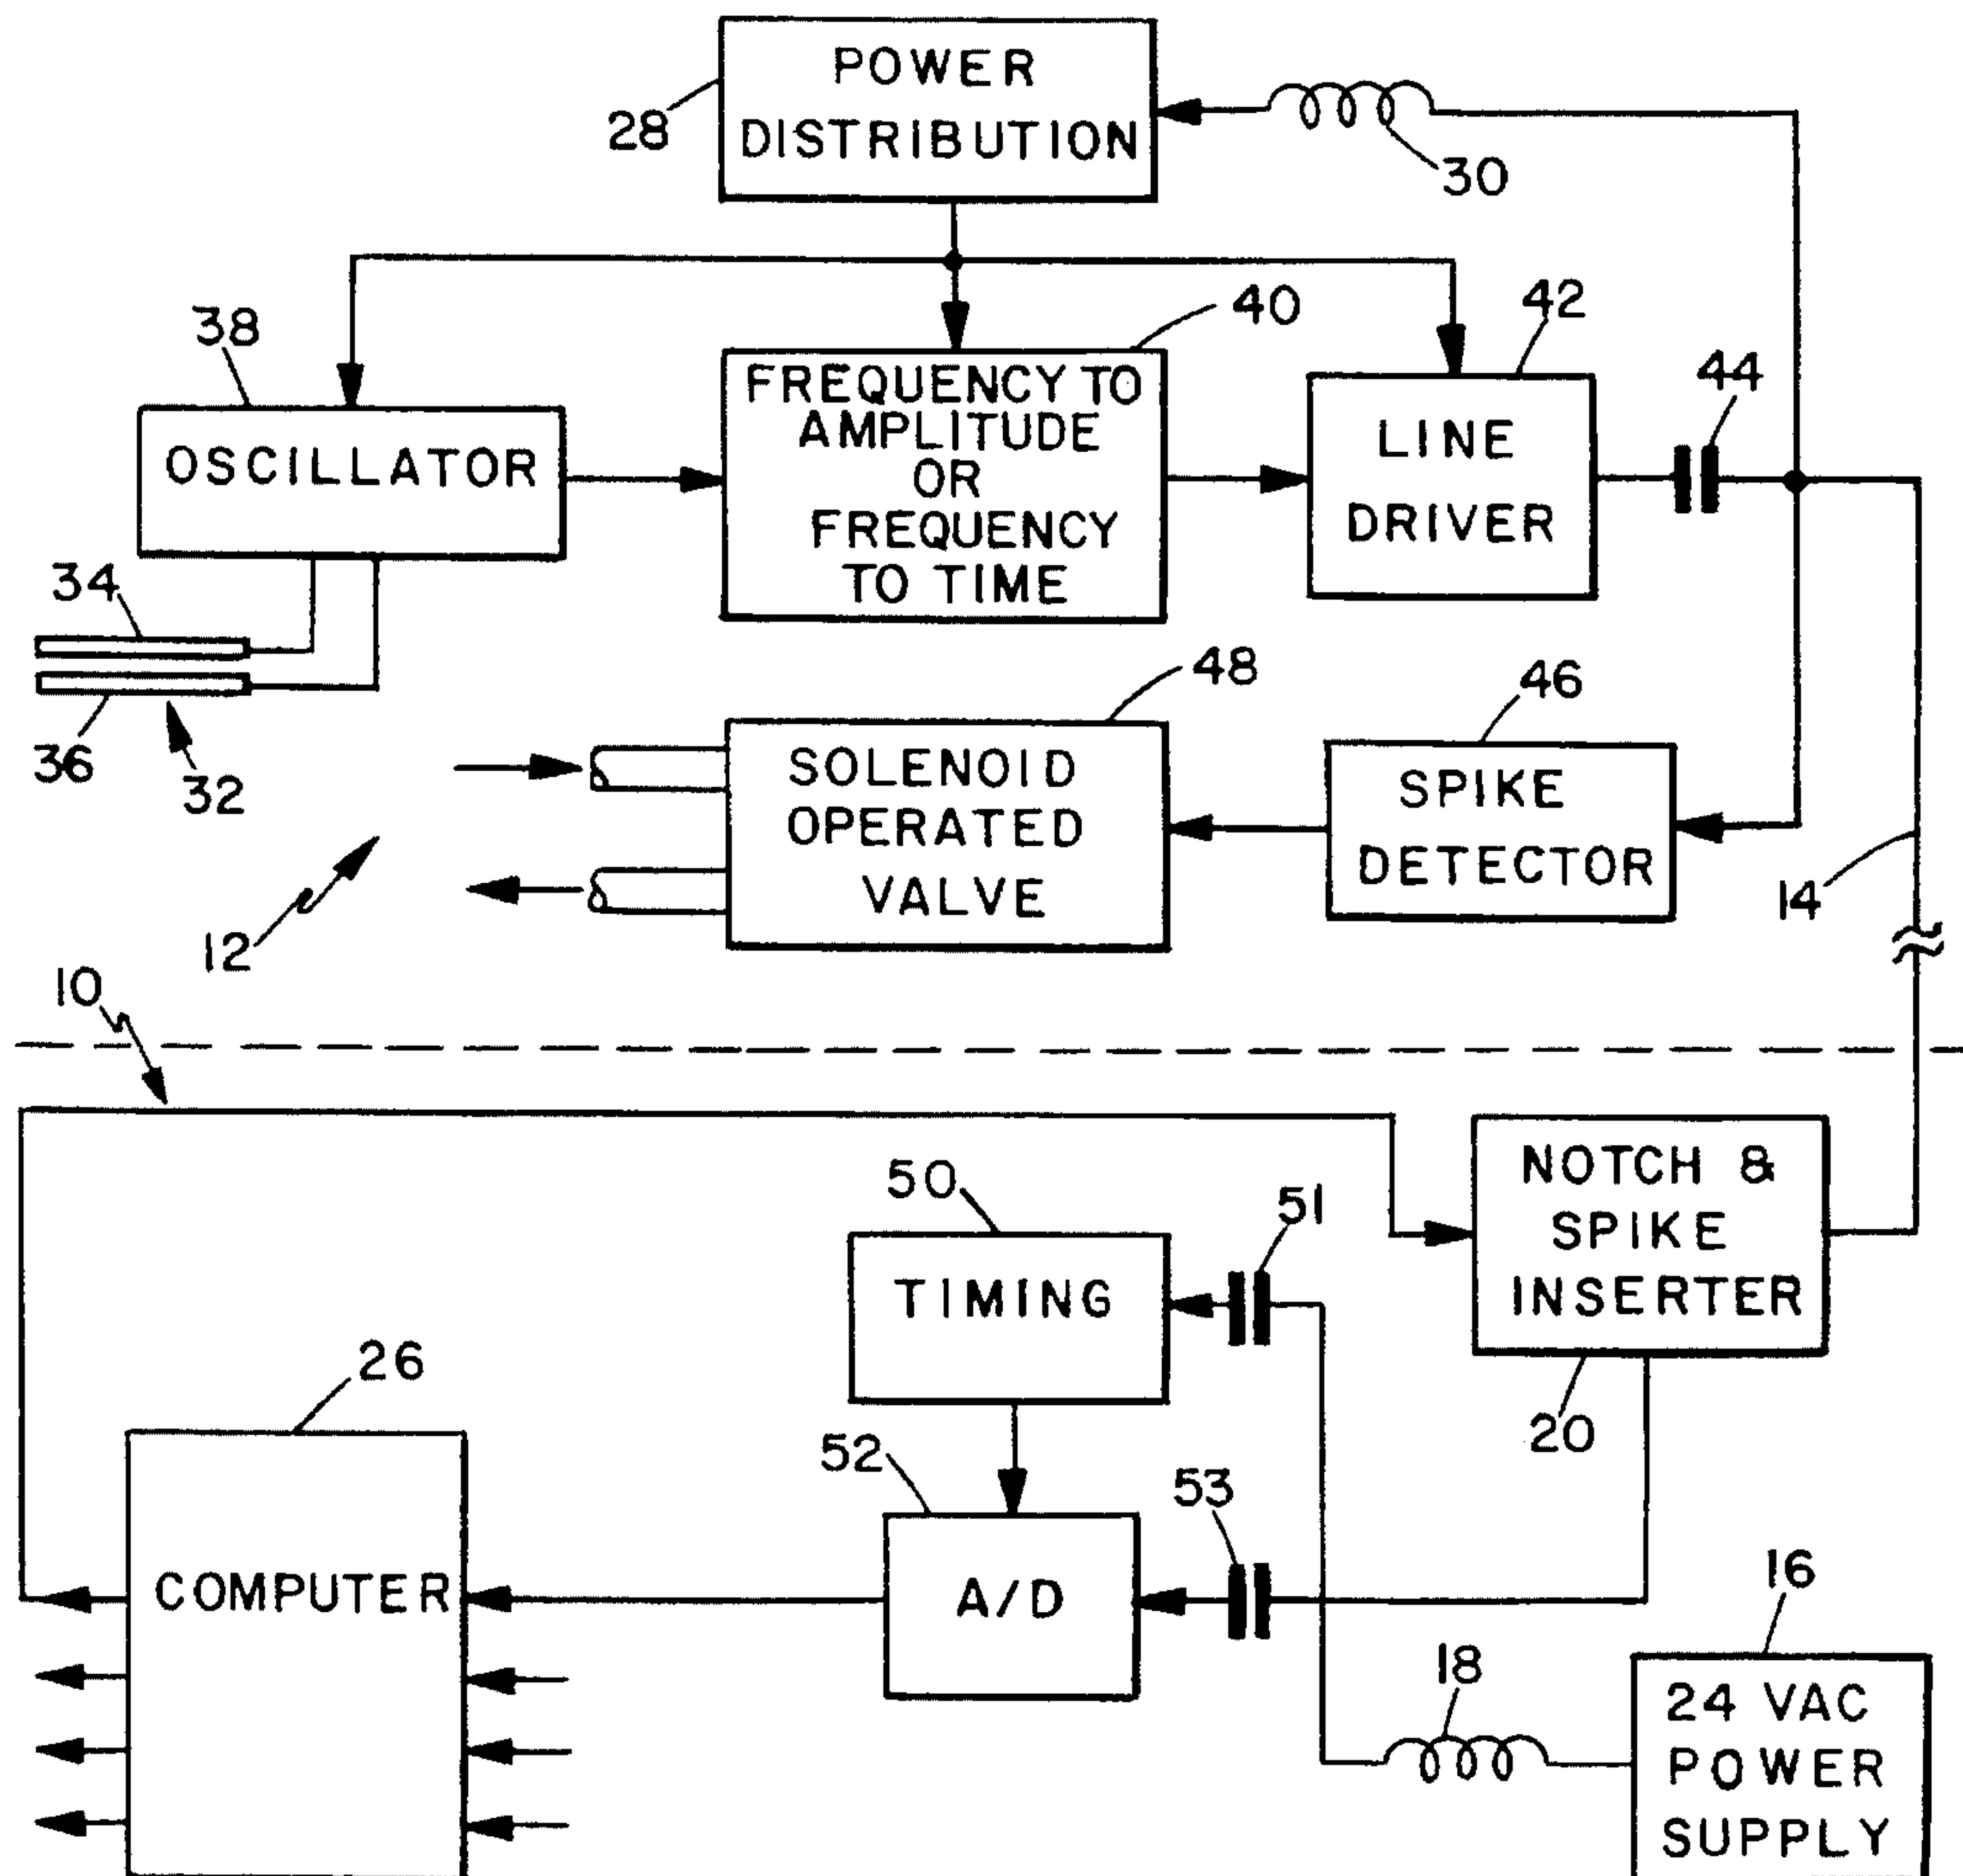 POWER
DISTRIBUTION
28
30
38
40
42
44
OSCILLATOR
FREQUENCY TO
AMPLITUDE
OR
FREQUENCY
TO TIME
LINE
DRIVER
34
36
32
48
46
SOLENOID
OPERATED
VALVE
SPIKE
DETECTOR
14
12
10
NOTCH &
SPIKE
INSERTER
50
51
TIMING
20
26
52
53
COMPUTER
A/D
16
18
24 VAC
POWER
SUPPLY